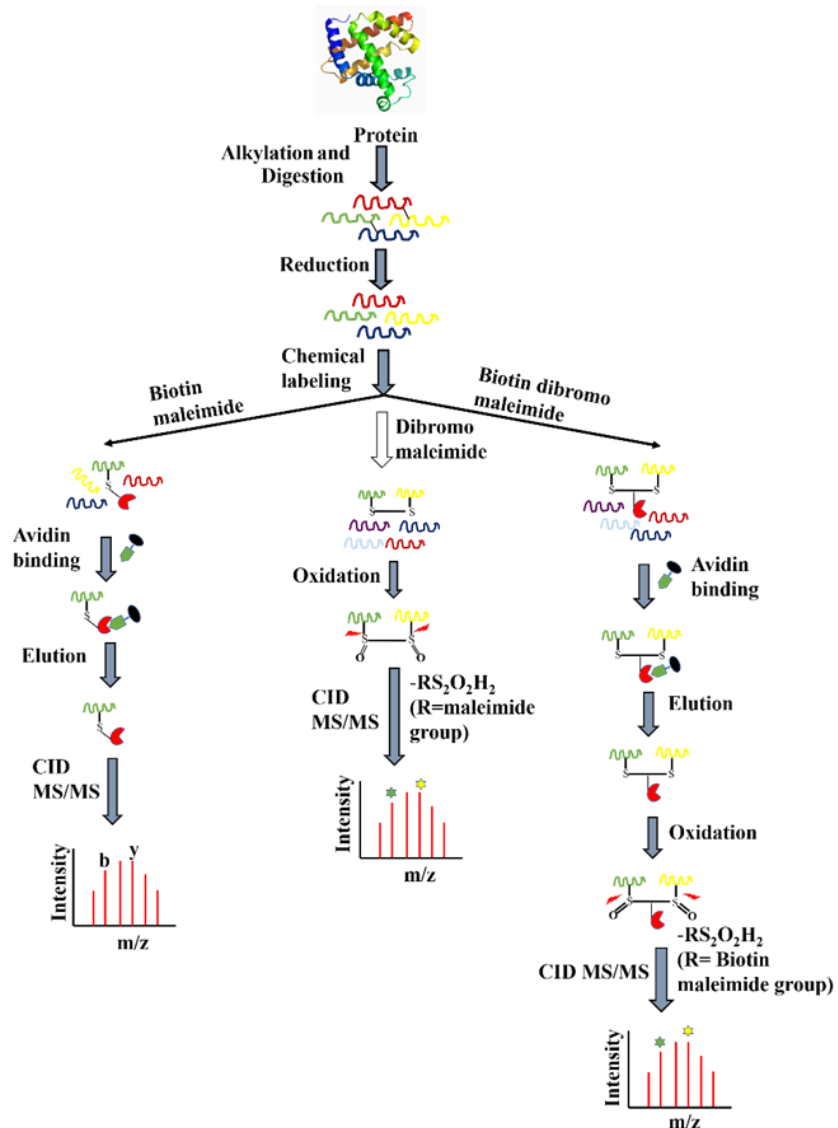 Protein
Alkylation and
Digestion
Reduction
Chemical
labeling
Biotin
maleimide
Dibromo
maleimide
Biotin dibromo
maleimide
S
Avidin
binding
Elution
CID
MS/MS
b
y
Intensity
m/z
S
S
Oxidation
S
S
O
O
CID
MS/MS
-RS₂O₂H₂
(R=maleimide
group)
Intensity
m/z
S
S
Avidin
binding
S
S
Elution
S
S
Oxidation
S
S
O
O
CID MS/MS
-RS₂O₂H₂
(R= Biotin
maleimide group)
Intensity
m/z
S
S